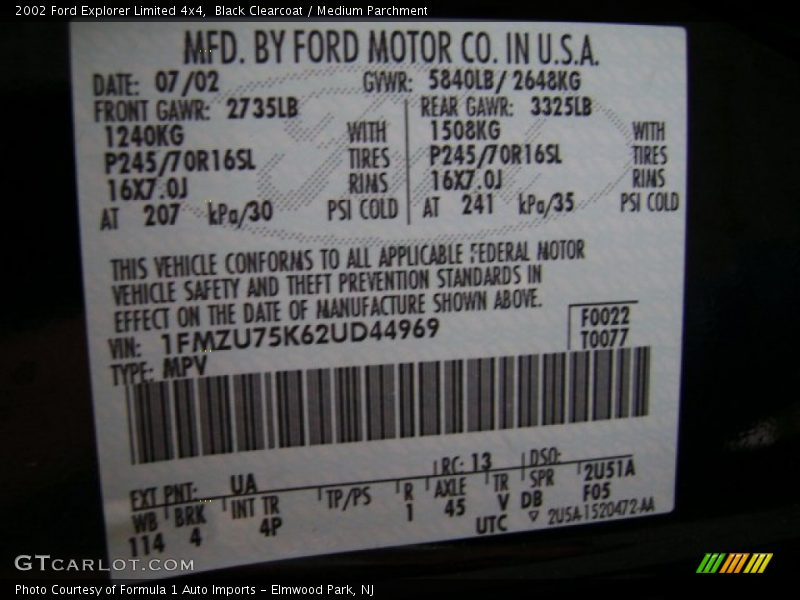 2002 Ford Explorer Limited 4x4, Black Clearcoat / Medium Parchment
MFD. BY FORD MOTOR CO. IN U.S.A.
DATE: 07/02 GVWR: 5840LB/ 2648KG
FRONT GAWR: 2735LB REAR GAWR: 3325LB
1240KG WITH 1508KG WITH
P245/70R16SL TIRES P245/70R16SL TIRES
16X7.0J RIMS 16X7.0J RIMS
AT 207 kPa/30 PSI COLD AT 241 kPa/35 PSI COLD
THIS VEHICLE CONFORMS TO ALL APPLICABLE FEDERAL MOTOR
VEHICLE SAFETY AND THEFT PREVENTION STANDARDS IN
EFFECT ON THE DATE OF MANUFACTURE SHOWN ABOVE.
VIN: 1FMZU75K62UD44969 F0022
TYPE: MPV T0077
EXT PNT: UA RC: 13 DSO: 2U51A
WB BRK INT TR TP/PS R AXLE TR SPR F05
114 4 4P 1 45 V DB
UTC ▽ 2U5A-1520472-AA
GTCARLOT.COM
Photo Courtesy of Formula 1 Auto Imports - Elmwood Park, NJ